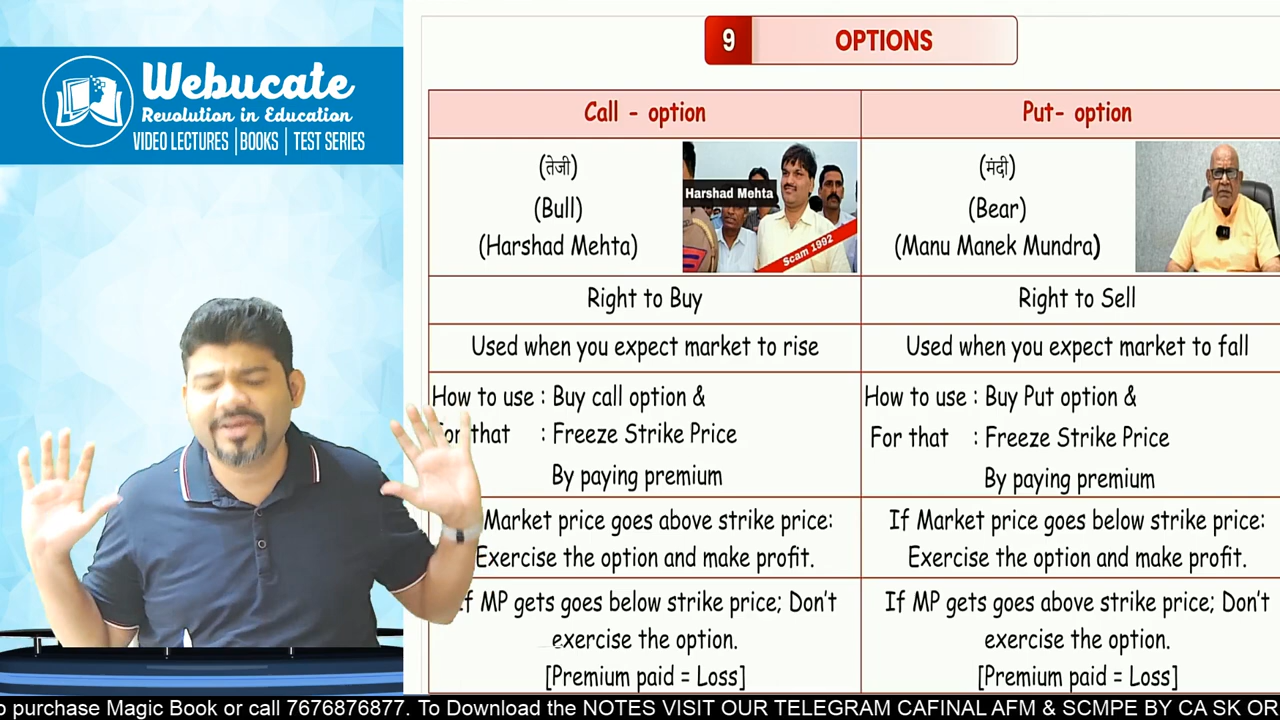 Webucate
Revolution in Education
VIDEO LECTURES | BOOKS | TEST SERIES
9 OPTIONS
Call - option
Put- option
(तेजी)
(Bull)
(Harshad Mehta)
Harshad Mehta
Scam 1992
(मंदी)
(Bear)
(Manu Manek Mundra)
Right to Buy
Right to Sell
Used when you expect market to rise
Used when you expect market to fall
How to use : Buy call option &
For that : Freeze Strike Price
By paying premium
How to use : Buy Put option &
For that : Freeze Strike Price
By paying premium
Market price goes above strike price:
Exercise the option and make profit.
If Market price goes below strike price:
Exercise the option and make profit.
If MP gets goes below strike price; Don't
exercise the option.
[Premium paid = Loss]
If MP gets goes above strike price; Don't
exercise the option.
[Premium paid = Loss]
o purchase Magic Book or call 7676876877. To Download the NOTES VISIT OUR TELEGRAM CAFINAL AFM & SCMPE BY CA SK OR